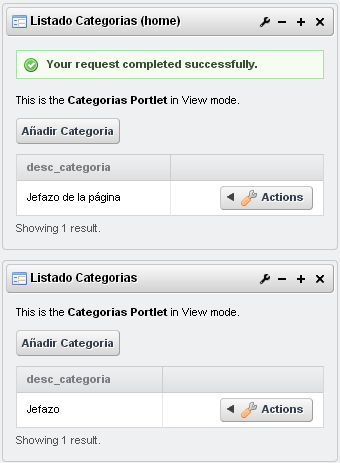 Listado Categorias (home)
Your request completed successfully.
This is the Categorias Portlet in View mode.
Añadir Categoria
desc_categoria
Jefazo de la página
Actions
Showing 1 result.
Listado Categorias
This is the Categorias Portlet in View mode.
Añadir Categoria
desc_categoria
Jefazo
Actions
Showing 1 result.